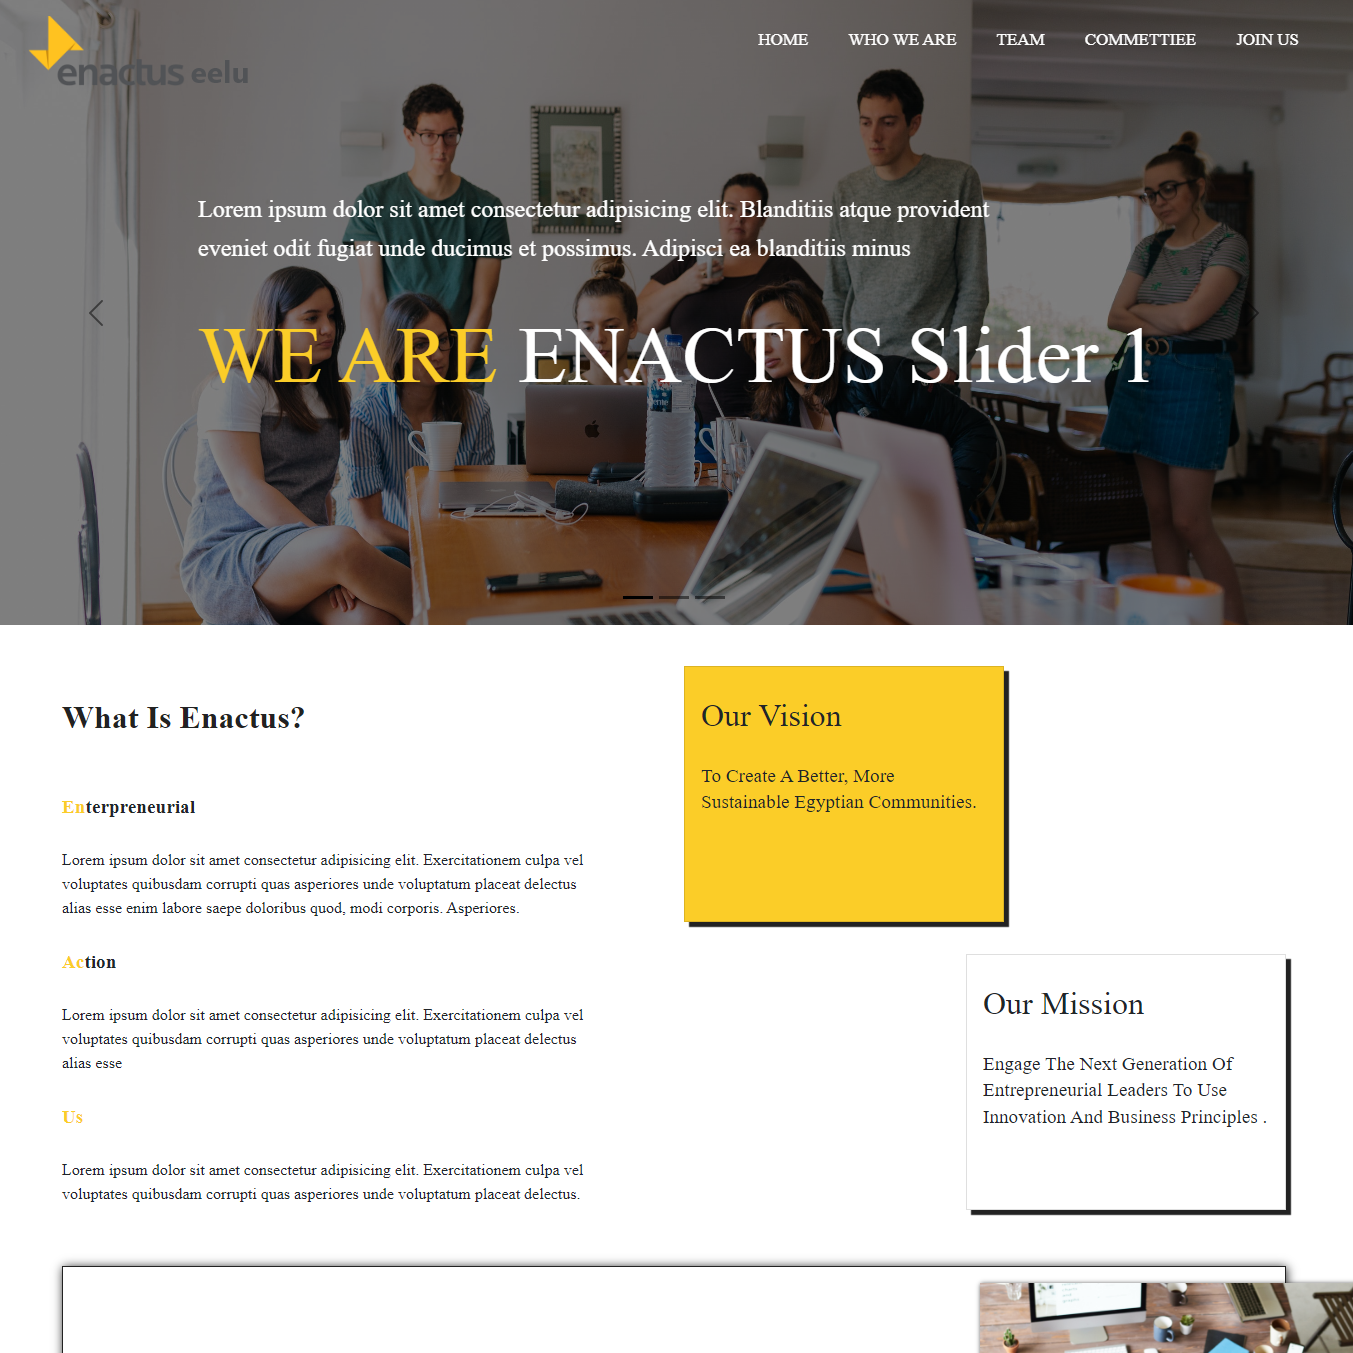 enactus eelu
HOME
WHO WE ARE
TEAM
COMMETTIEE
JOIN US
Lorem ipsum dolor sit amet consectetur adipisicing elit. Blanditiis atque provident
eveniet odit fugiat unde ducimus et possimus. Adipisci ea blanditiis minus
WE ARE ENACTUS Slider 1
What Is Enactus?
Enterpreneurial
Lorem ipsum dolor sit amet consectetur adipisicing elit. Exercitationem culpa vel
voluptates quibusdam corrupti quas asperiores unde voluptatum placeat delectus
alias esse enim labore saepe doloribus quod, modi corporis. Asperiores.
Action
Lorem ipsum dolor sit amet consectetur adipisicing elit. Exercitationem culpa vel
voluptates quibusdam corrupti quas asperiores unde voluptatum placeat delectus
alias esse
Us
Lorem ipsum dolor sit amet consectetur adipisicing elit. Exercitationem culpa vel
voluptates quibusdam corrupti quas asperiores unde voluptatum placeat delectus.
Our Vision
To Create A Better, More
Sustainable Egyptian Communities.
Our Mission
Engage The Next Generation Of
Entrepreneurial Leaders To Use
Innovation And Business Principles .